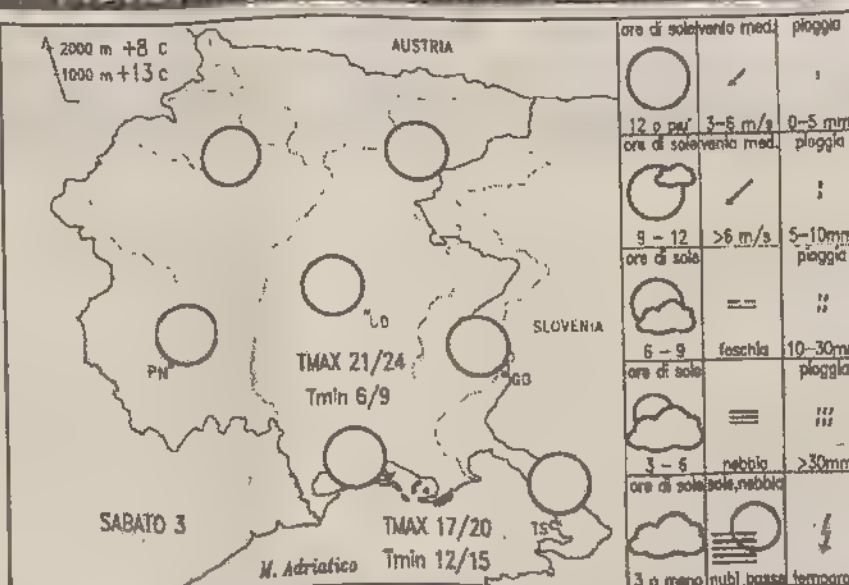 2000 m +8 c
1000 m +13 c
AUSTRIA
SLOVENIA
UD
PN
GO
TMAX 21/24
Tmin 6/9
SABATO 3
TMAX 17/20
Tmin 12/15
TS
M. Adriatico
ore di sole vento med. pioggia
3-6 m/s 0-5 mm
ore di sole vento med. pioggia
9 - 12 >6 m/s 5-10mm
ore di sole pioggia
6 - 9 foschia 10-30mm
ore di sole pioggia
3 - 6 nebbia >30mm
ore di sole sole,nebbia
3 o meno nubi basse